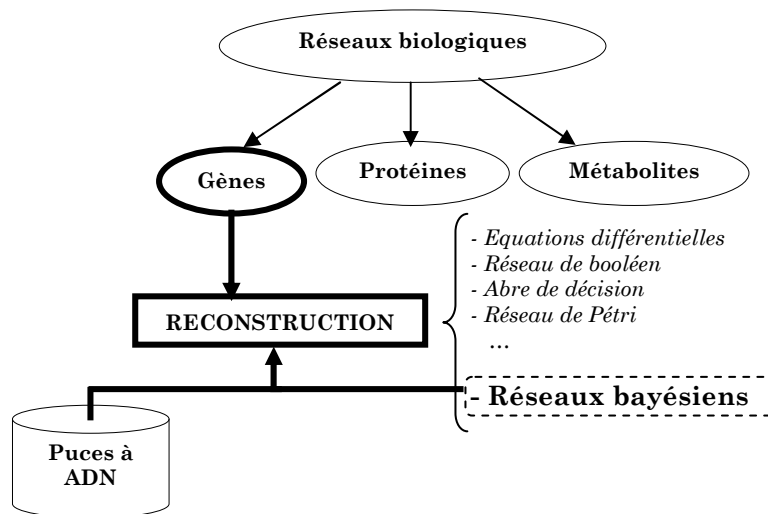 Réseaux biologiques
Gènes
Protéines
Métabolites
- Equations différentielles
- Réseau de booléen
- Abre de décision
- Réseau de Pétri
...
RECONSTRUCTION
- Réseaux bayésiens
Puces à
ADN